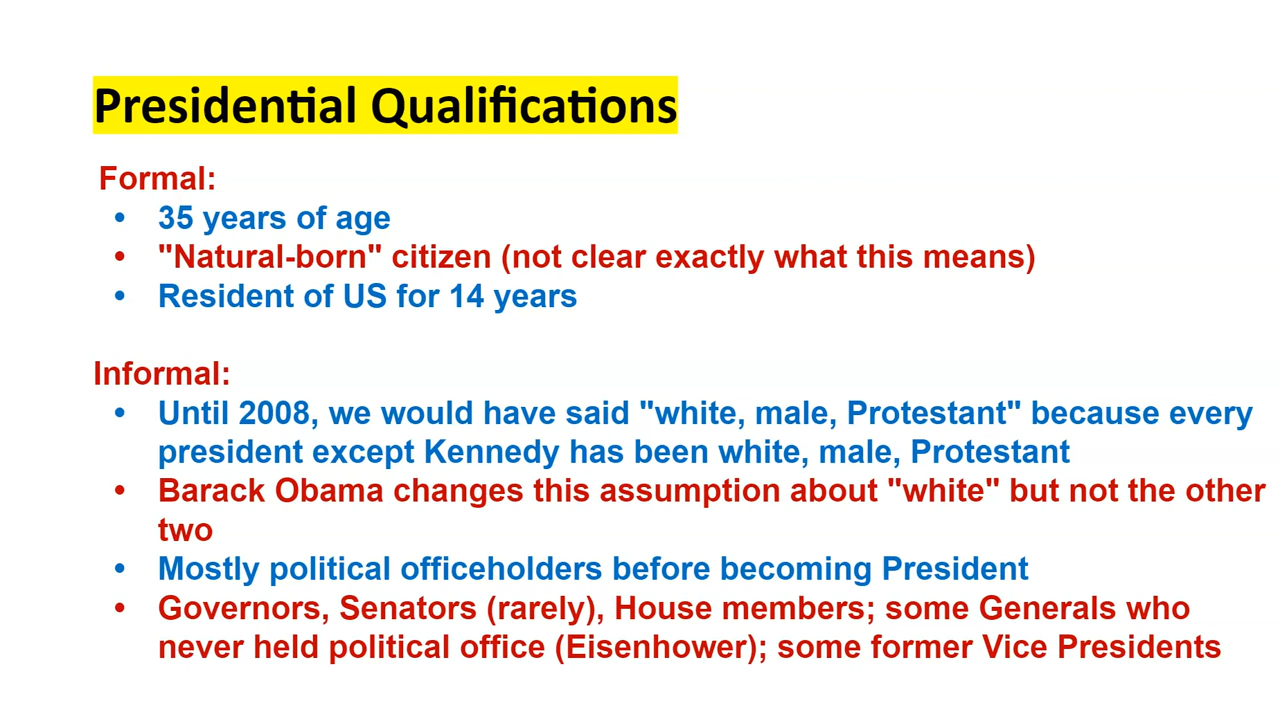 Presidential Qualifications
Formal:
• 35 years of age
• "Natural-born" citizen (not clear exactly what this means)
• Resident of US for 14 years
Informal:
• Until 2008, we would have said "white, male, Protestant" because every
president except Kennedy has been white, male, Protestant
• Barack Obama changes this assumption about "white" but not the other
two
• Mostly political officeholders before becoming President
• Governors, Senators (rarely), House members; some Generals who
never held political office (Eisenhower); some former Vice Presidents